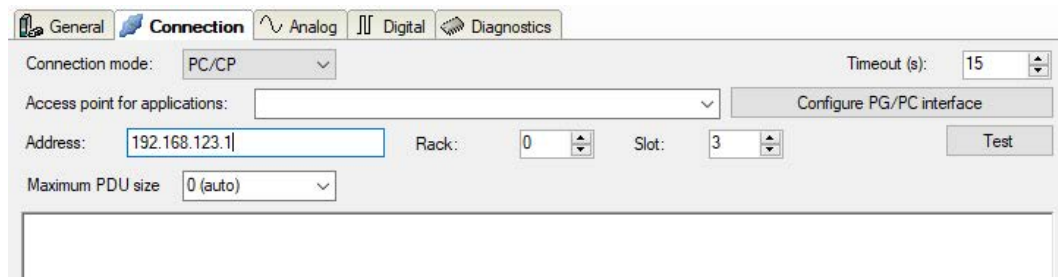 General Connection Analog Digital Diagnostics
Connection mode: PC/CP Timeout (s): 15
Access point for applications: Configure PG/PC interface
Address: 192.168.123.1 Rack: 0 Slot: 3 Test
Maximum PDU size 0 (auto)